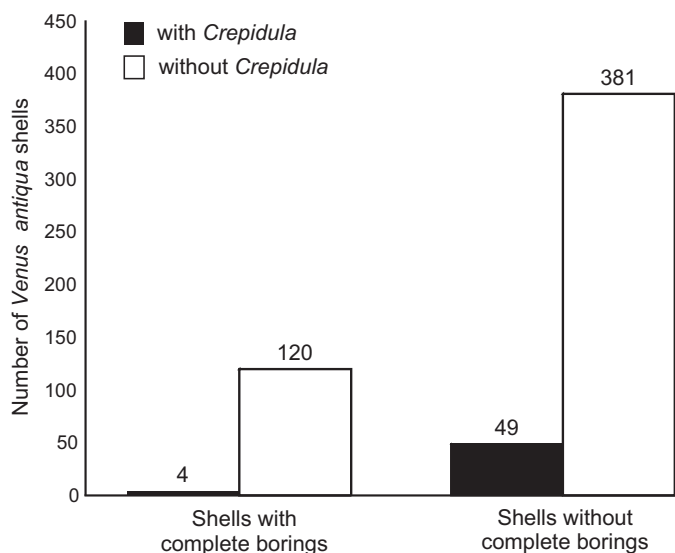 450
with Crepidula
without Crepidula
400
381
350
300
250
200
150
120
100
50
49
4
0
Number of Venus antiqua shells
Shells with
complete borings
Shells without
complete borings